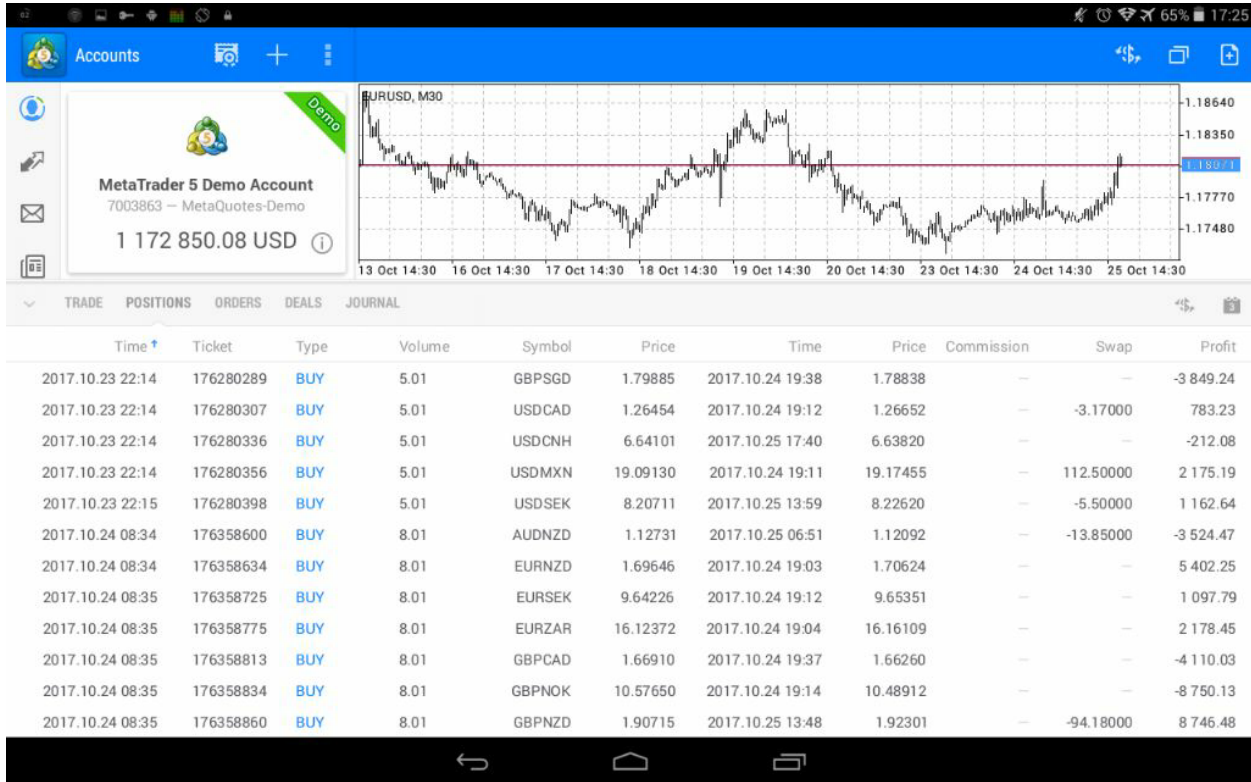 65% 17:25
Accounts
Demo
MetaTrader 5 Demo Account
7003863 — MetaQuotes-Demo
1 172 850.08 USD
EURUSD, M30
1.18640
1.18350
1.18071
1.17770
1.17480
13 Oct 14:30 16 Oct 14:30 17 Oct 14:30 18 Oct 14:30 19 Oct 14:30 20 Oct 14:30 23 Oct 14:30 24 Oct 14:30 25 Oct 14:30
TRADE POSITIONS ORDERS DEALS JOURNAL
Time Ticket Type Volume Symbol Price Time Price Commission Swap Profit
2017.10.23 22:14 176280289 BUY 5.01 GBPSGD 1.79885 2017.10.24 19:38 1.78838 — — -3 849.24
2017.10.23 22:14 176280307 BUY 5.01 USDCAD 1.26454 2017.10.24 19:12 1.26652 — -3.17000 783.23
2017.10.23 22:14 176280336 BUY 5.01 USDCNH 6.64101 2017.10.25 17:40 6.63820 — — -212.08
2017.10.23 22:14 176280356 BUY 5.01 USDMXN 19.09130 2017.10.24 19:11 19.17455 — 112.50000 2 175.19
2017.10.23 22:15 176280398 BUY 5.01 USDSEK 8.20711 2017.10.25 13:59 8.22620 — -5.50000 1 162.64
2017.10.24 08:34 176358600 BUY 8.01 AUDNZD 1.12731 2017.10.25 06:51 1.12092 — -13.85000 -3 524.47
2017.10.24 08:34 176358634 BUY 8.01 EURNZD 1.69646 2017.10.24 19:03 1.70624 — — 5 402.25
2017.10.24 08:35 176358725 BUY 8.01 EURSEK 9.64226 2017.10.24 19:12 9.65351 — — 1 097.79
2017.10.24 08:35 176358775 BUY 8.01 EURZAR 16.12372 2017.10.24 19:04 16.16109 — — 2 178.45
2017.10.24 08:35 176358813 BUY 8.01 GBPCAD 1.66910 2017.10.24 19:37 1.66260 — — -4 110.03
2017.10.24 08:35 176358834 BUY 8.01 GBPNOK 10.57650 2017.10.24 19:14 10.48912 — — -8 750.13
2017.10.24 08:35 176358860 BUY 8.01 GBPNZD 1.90715 2017.10.25 13:48 1.92301 — -94.18000 8 746.48